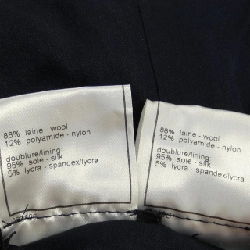 88% laine - wool
12% polyamide - nylon
doublure/lining
95% soie - silk
5% lycra - spandex/lycra
88% laine - wool
12% polyamide - nylon
doublure/lining
95% soie - silk
5% lycra - spandex/lycra